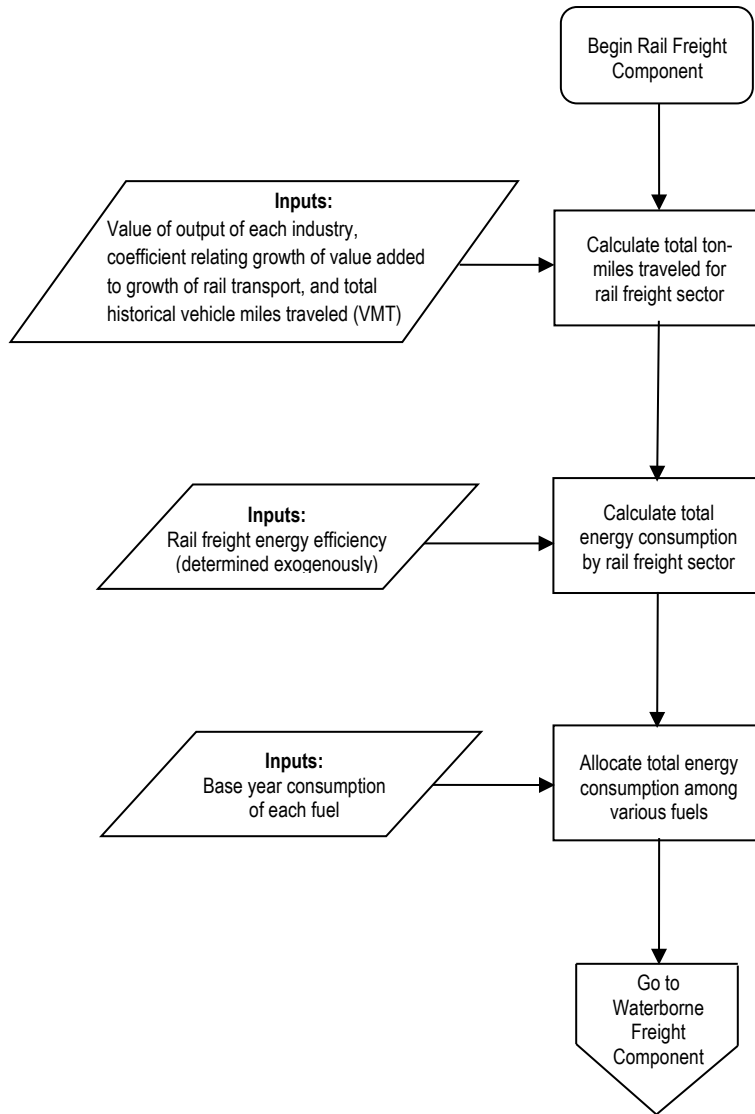 Begin Rail Freight
Component
Inputs:
Value of output of each industry,
coefficient relating growth of value added
to growth of rail transport, and total
historical vehicle miles traveled (VMT)
Calculate total ton-
miles traveled for
rail freight sector
Inputs:
Rail freight energy efficiency
(determined exogenously)
Calculate total
energy consumption
by rail freight sector
Inputs:
Base year consumption
of each fuel
Allocate total energy
consumption among
various fuels
Go to
Waterborne
Freight
Component